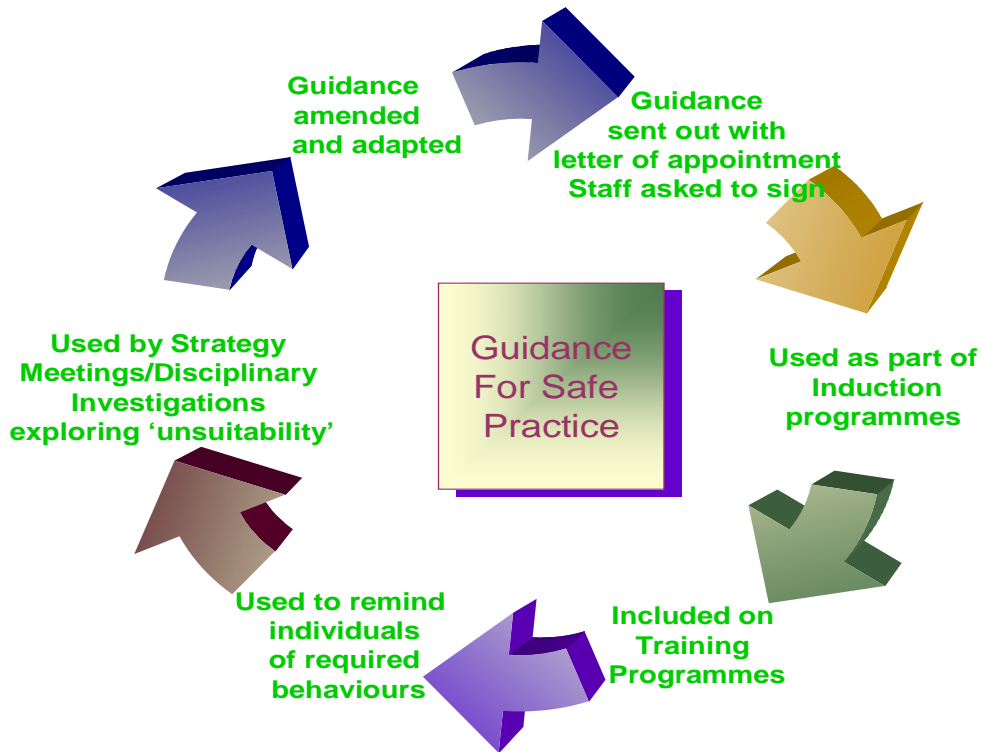 Guidance
amended
and adapted
Guidance
sent out with
letter of appointment
Staff asked to sign
Used as part of
Induction
programmes
Included on
Training
Programmes
Used to remind
individuals
of required
behaviours
Used by Strategy
Meetings/Disciplinary
Investigations
exploring ‘unsuitability’
Guidance
For Safe
Practice